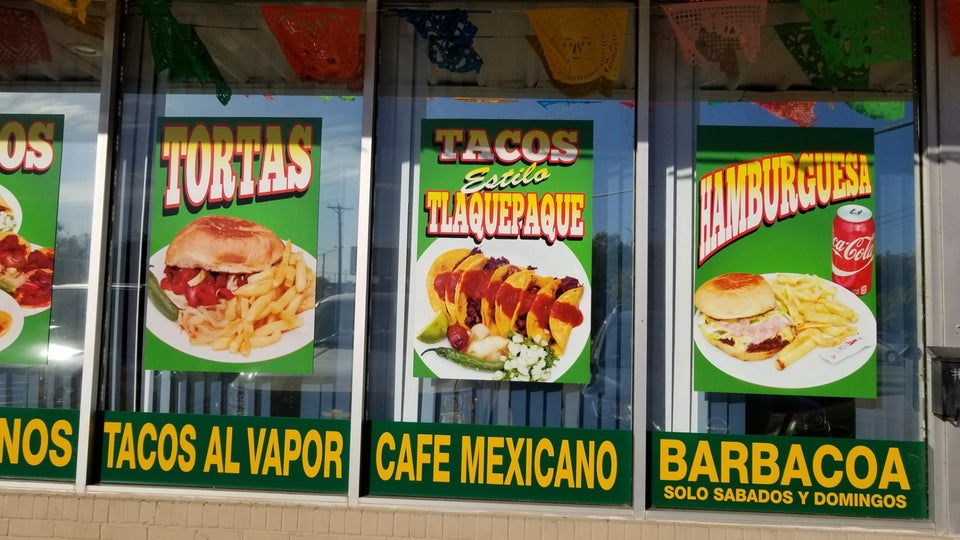 OS
TORTAS
TACOS
Estilo
TLAQUEPAQUE
HAMBURGUESA
Coca-Cola
NOS
TACOS AL VAPOR
CAFE MEXICANO
BARBACOA
SOLO SABADOS Y DOMINGOS